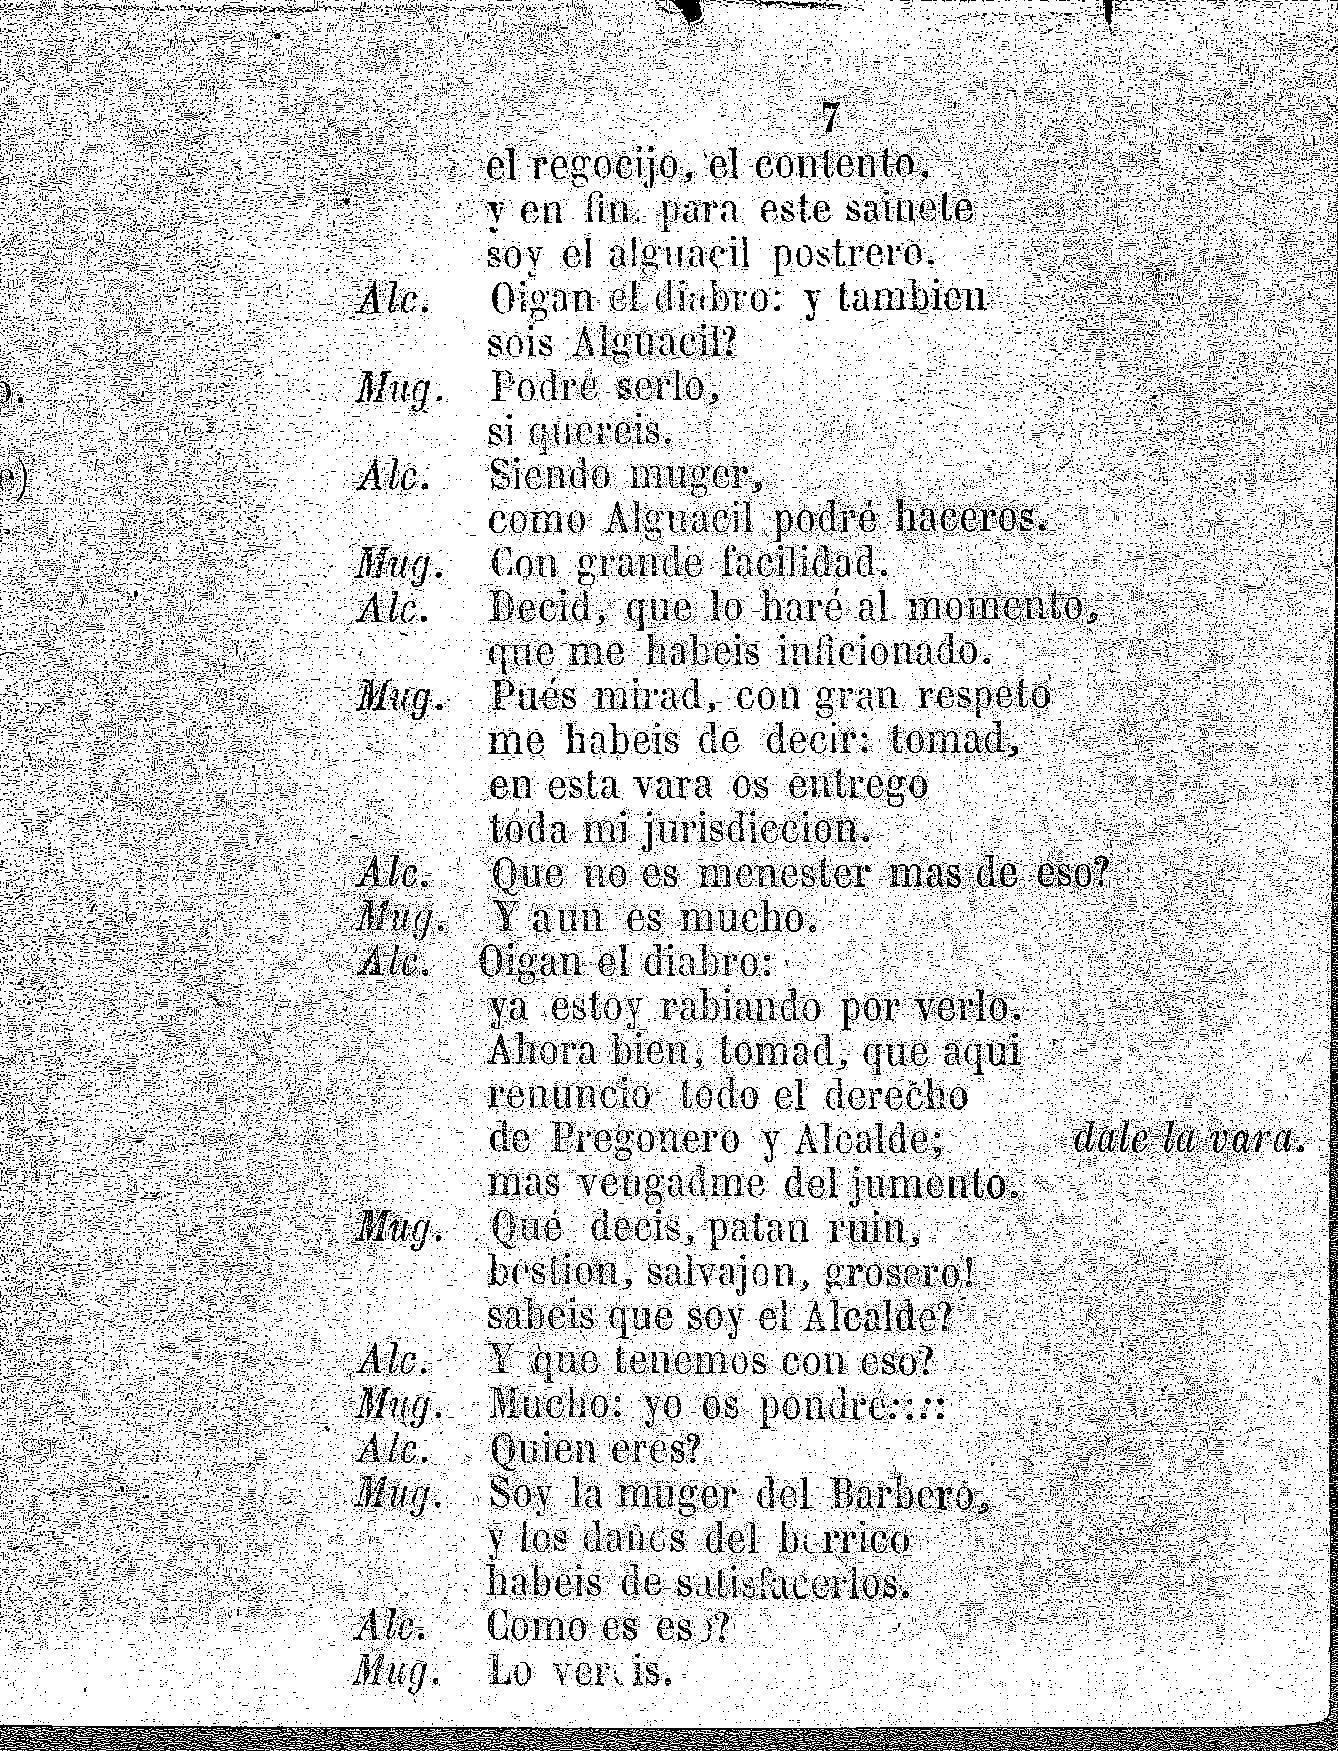 7
el regocijo, el contento,
y en fin. para este sainete
soy el alguacil postrero.
Alc. Oigan el diabro: y tambien
sois Alguacil?
Mug. Podré serlo,
si quereis.
Alc. Siendo muger,
como Alguacil podré haceros.
Mug. Con grande facilidad.
Alc. Decid, que lo haré al momento,
que me habeis inficionado.
Mug. Pués mirad, con gran respeto
me habeis de decir: tomad,
en esta vara os entrego
toda mi jurisdiccion.
Alc. Que no es menester mas de eso?
Mug. Y aun es mucho.
Alc. Oigan el diabro:
ya estoy rabiando por verlo.
Ahora bien, tomad, que aqui
renuncio todo el derecho
de Pregonero y Alcalde; dale la vara.
mas vengadme del jumento.
Mug. Qué decis, patan ruin,
bestion, salvajon, grosero!
sabeis que soy el Alcalde?
Alc. Y que tenemos con eso?
Mug. Mucho: yo os pondré::::
Alc. Quien eres?
Mug. Soy la muger del Barbero,
y los daños del borrico
habeis de satisfacerlos.
Alc. Como es eso?
Mug. Lo vereis.